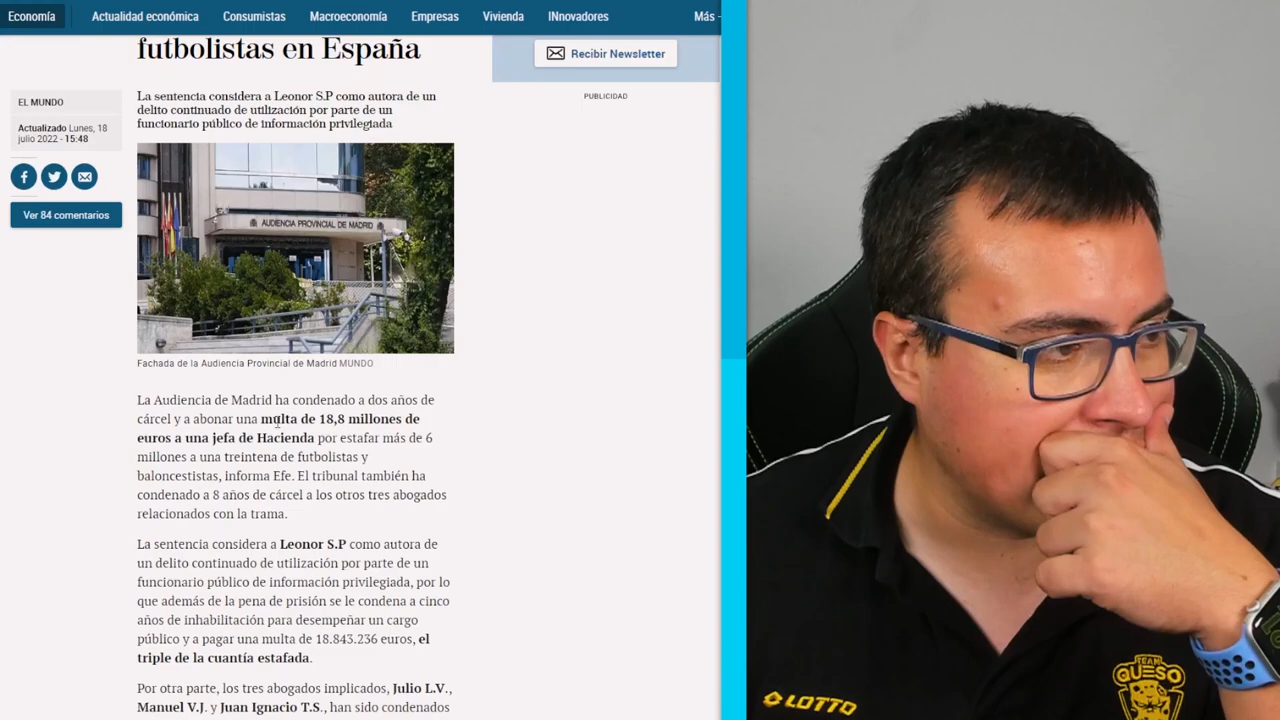 Economía Actualidad económica Consumistas Macroeconomía Empresas Vivienda INnovadores Más
futbolistas en España
Recibir Newsletter
PUBLICIDAD
La sentencia considera a Leonor S.P como autora de un
delito continuado de utilización por parte de un
funcionario público de información privilegiada
EL MUNDO
Actualizado Lunes, 18
julio 2022 - 15:48
Ver 84 comentarios
AUDIENCIA PROVINCIAL DE MADRID
Fachada de la Audiencia Provincial de Madrid MUNDO
La Audiencia de Madrid ha condenado a dos años de
cárcel y a abonar una multa de 18,8 millones de
euros a una jefa de Hacienda por estafar más de 6
millones a una treintena de futbolistas y
baloncestistas, informa Efe. El tribunal también ha
condenado a 8 años de cárcel a los otros tres abogados
relacionados con la trama.
La sentencia considera a Leonor S.P como autora de
un delito continuado de utilización por parte de un
funcionario público de información privilegiada, por lo
que además de la pena de prisión se le condena a cinco
años de inhabilitación para desempeñar un cargo
público y a pagar una multa de 18.843.236 euros, el
triple de la cuantía estafada.
Por otra parte, los tres abogados implicados, Julio L.V.,
Manuel V.J. y Juan Ignacio T.S., han sido condenados
LOTTO
TEAM
QUESO